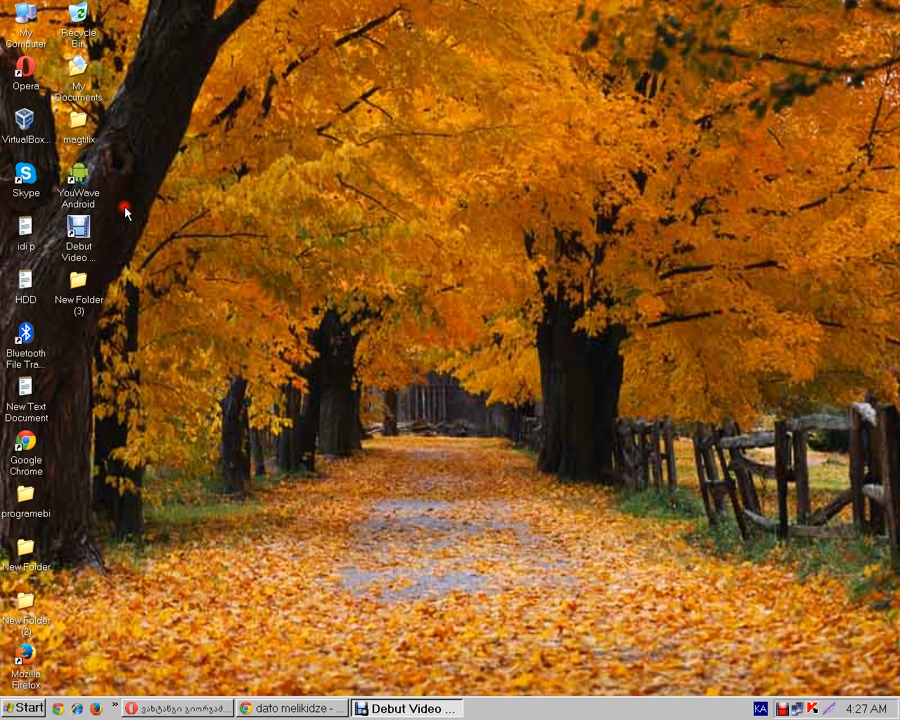 My
Computer
Recycle
Bin
Opera
My
Documents
VirtualBox...
magtifix
Skype
YouWave
Android
idi p
Debut
Video ...
HDD
New Folder
(3)
Bluetooth
File Tra...
New Text
Document
Google
Chrome
programebi
New Folder
New Folder
(2)
Mozilla
Firefox
Start
»
ვახტანგი გიორგამ...
dato melikidze - ...
Debut Video ...
KA
4:27 AM